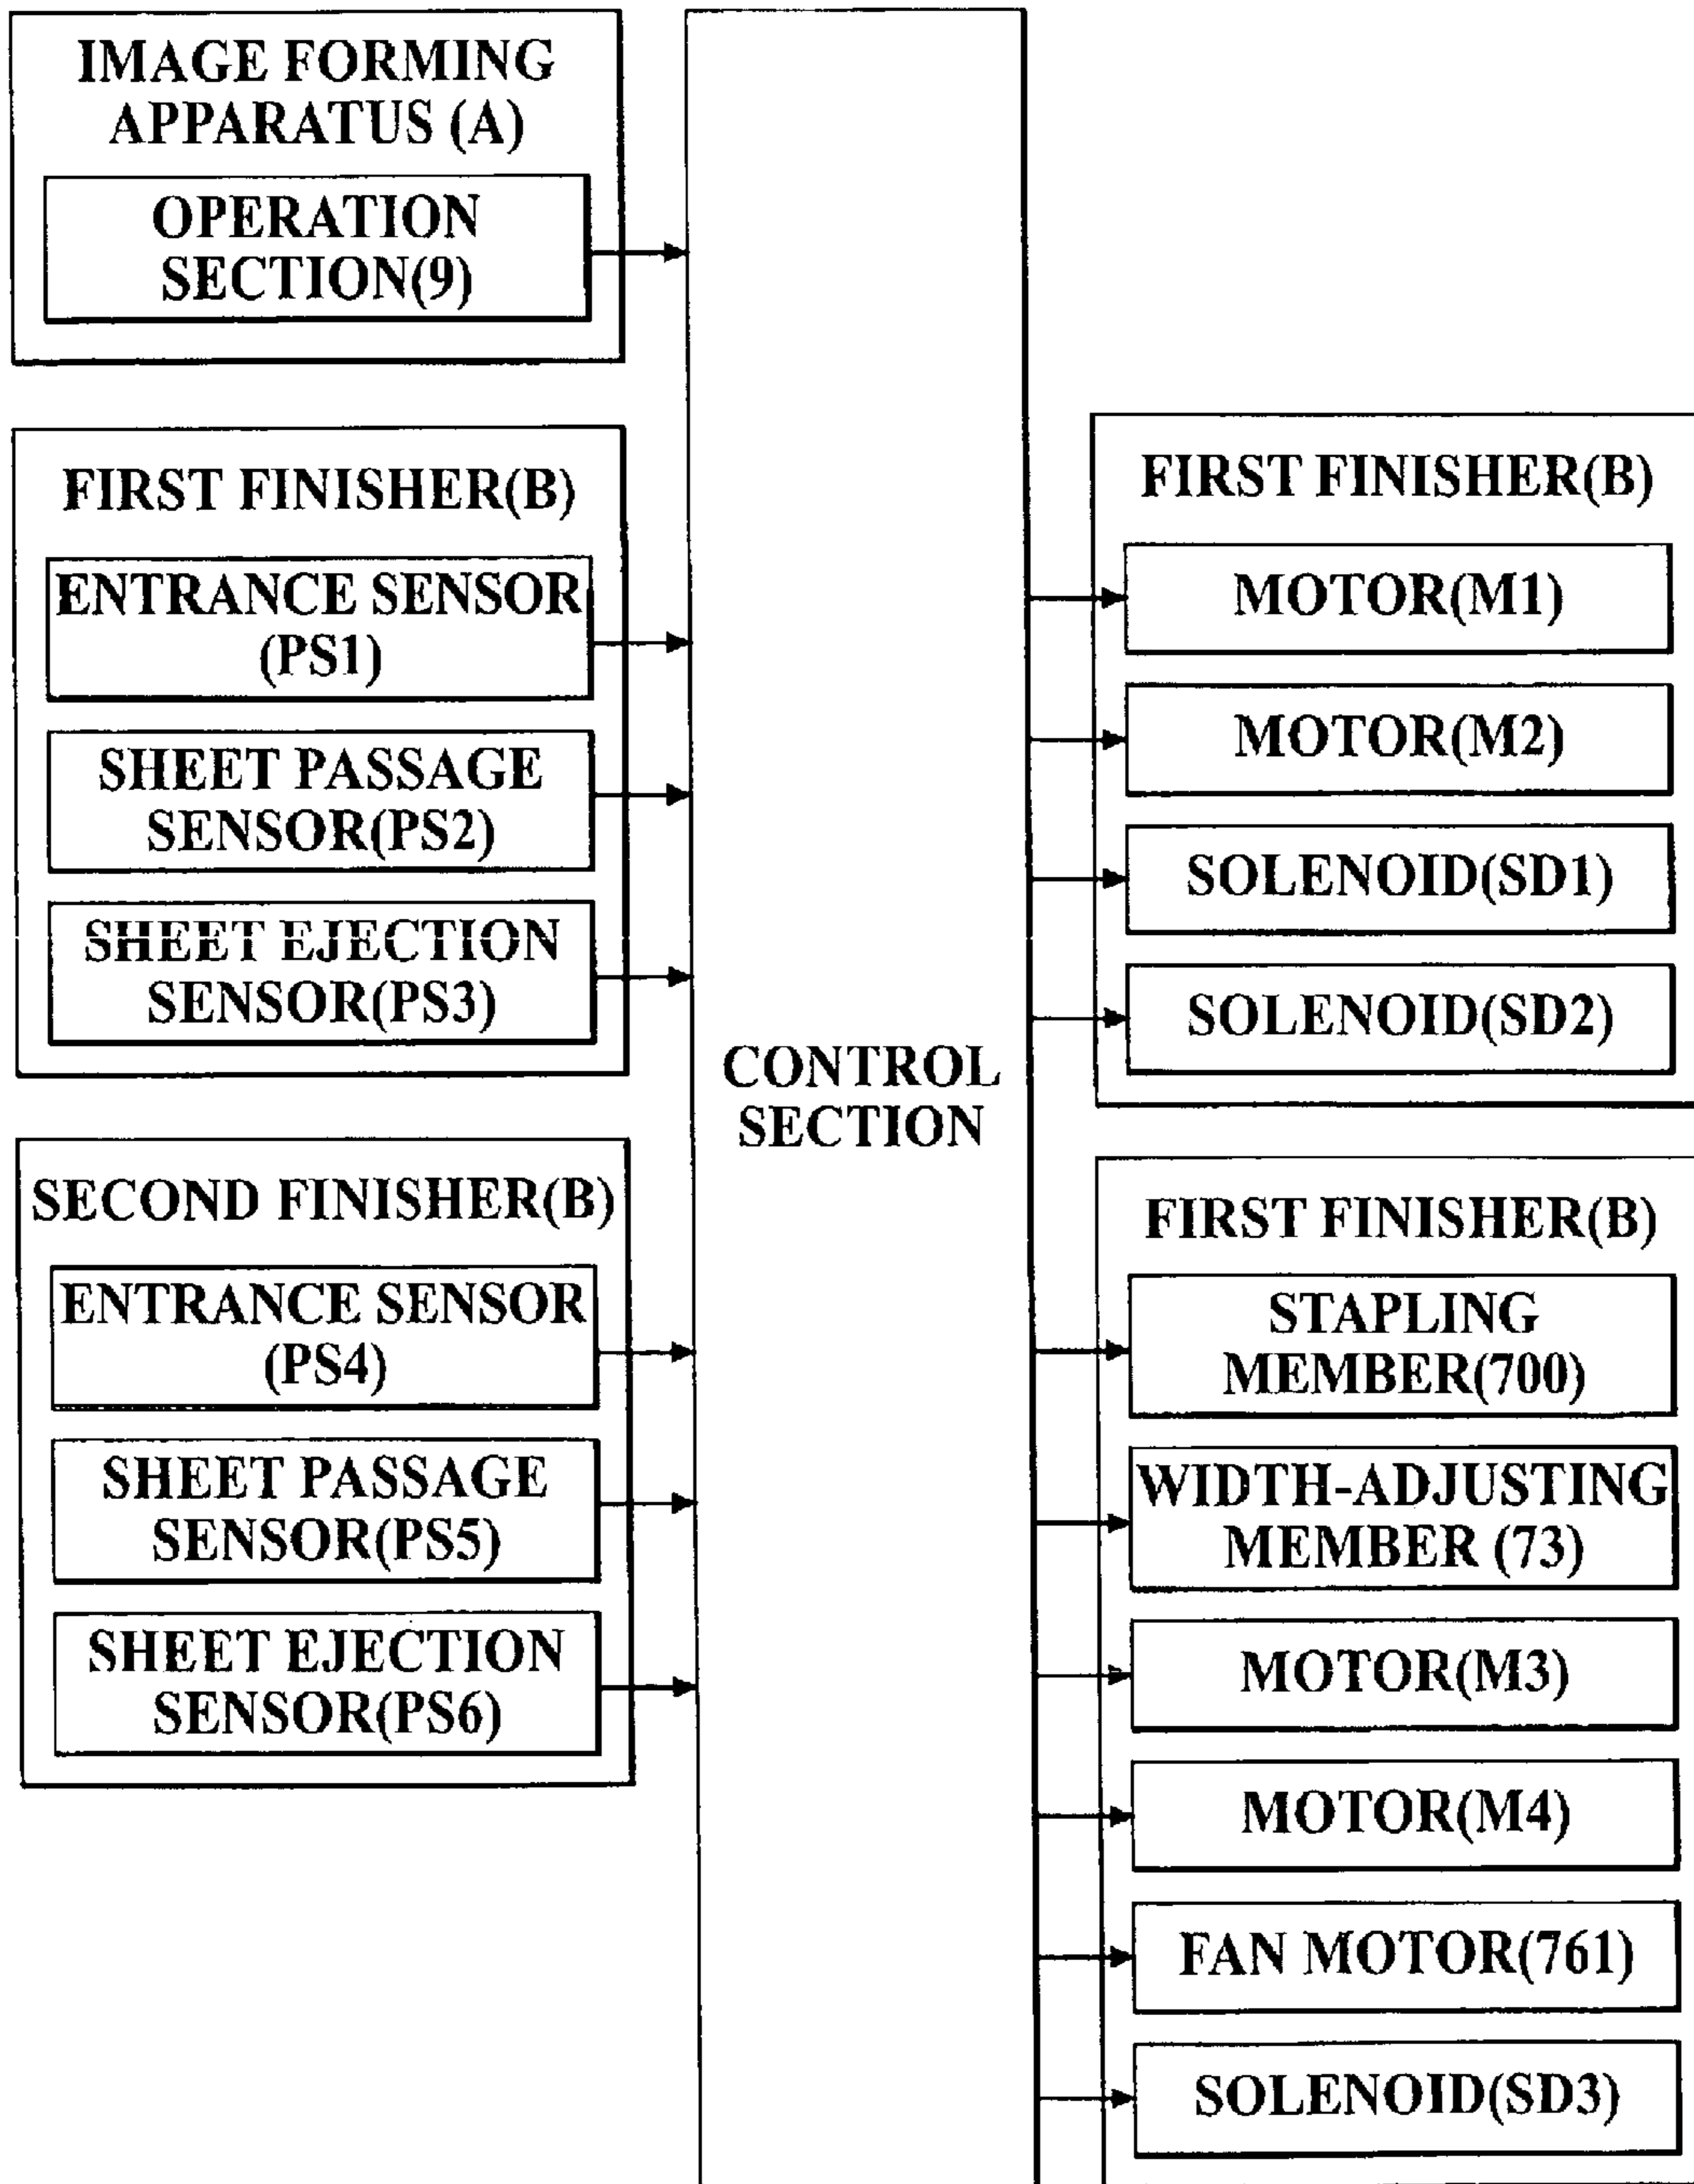 IMAGE FORMING
APPARATUS (A)
OPERATION
SECTION(9)
FIRST FINISHER(B)
ENTRANCE SENSOR
(PS1)
SHEET PASSAGE
SENSOR(PS2)
SHEET EJECTION
SENSOR(PS3)
SECOND FINISHER(B)
ENTRANCE SENSOR
(PS4)
SHEET PASSAGE
SENSOR(PS5)
SHEET EJECTION
SENSOR(PS6)
CONTROL
SECTION
FIRST FINISHER(B)
MOTOR(M1)
MOTOR(M2)
SOLENOID(SD1)
SOLENOID(SD2)
FIRST FINISHER(B)
STAPLING
MEMBER(700)
WIDTH-ADJUSTING
MEMBER (73)
MOTOR(M3)
MOTOR(M4)
FAN MOTOR(761)
SOLENOID(SD3)